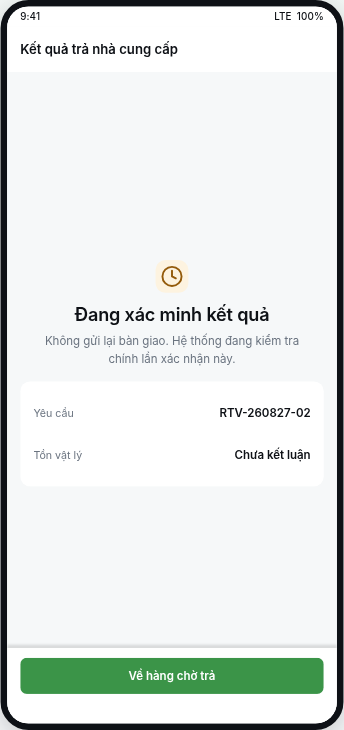 9:41 LTE 100%
Kết quả trả nhà cung cấp
Đang xác minh kết quả
Không gửi lại bàn giao. Hệ thống đang kiểm tra
chính lần xác nhận này.
Yêu cầu RTV-260827-02
Tồn vật lý Chưa kết luận
Về hàng chờ trả